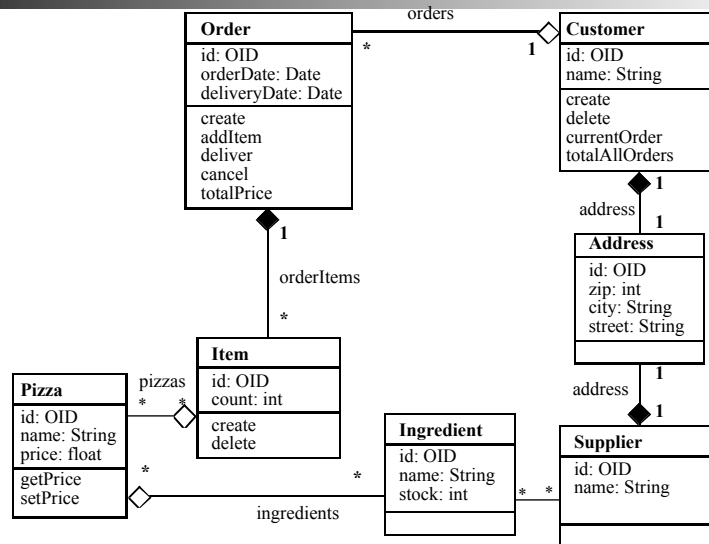 orders
Order
id: OID
orderDate: Date
deliveryDate: Date
create
addItem
deliver
cancel
totalPrice
*
1
Customer
id: OID
name: String
create
delete
currentOrder
totalAllOrders
1
address
1
Address
id: OID
zip: int
city: String
street: String
1
orderItems
*
Item
id: OID
count: int
create
delete
pizzas
* *
Pizza
id: OID
name: String
price: float
getPrice
setPrice
*
*
ingredients
Ingredient
id: OID
name: String
stock: int
* *
1
address
1
Supplier
id: OID
name: String